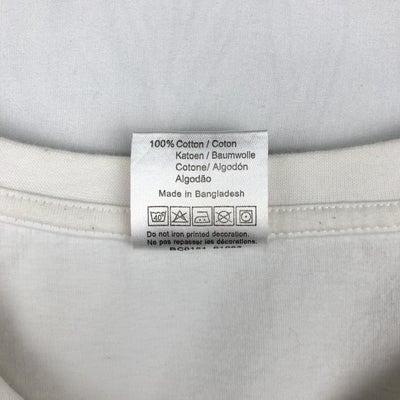 100% Cotton / Coton
Katoen / Baumwolle
Cotone/ Algodón
Algodão
Made in Bangladesh
40
Do not iron printed decoration.
Ne pas repasser les décorations.